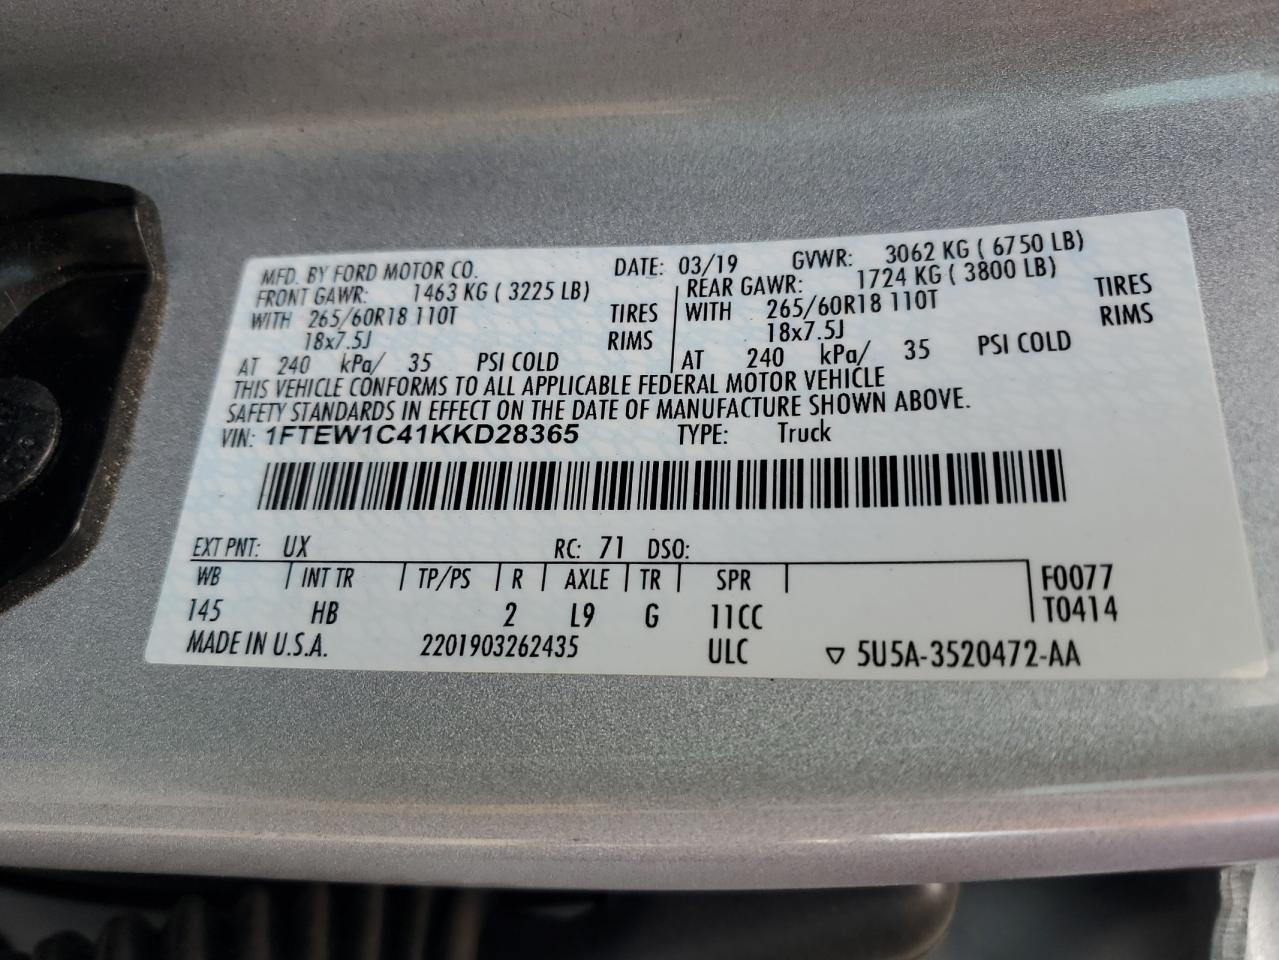 MFD. BY FORD MOTOR CO. DATE: 03/19 GVWR: 3062 KG ( 6750 LB)
FRONT GAWR: 1463 KG ( 3225 LB) REAR GAWR: 1724 KG ( 3800 LB)
WITH 265/60R18 110T TIRES WITH 265/60R18 110T TIRES
18x7.5J RIMS 18x7.5J RIMS
AT 240 kPa/ 35 PSI COLD AT 240 kPa/ 35 PSI COLD
THIS VEHICLE CONFORMS TO ALL APPLICABLE FEDERAL MOTOR VEHICLE
SAFETY STANDARDS IN EFFECT ON THE DATE OF MANUFACTURE SHOWN ABOVE.
VIN: 1FTEW1C41KKD28365 TYPE: Truck
EXT PNT: UX RC: 71 DSO:
WB INT TR TP/PS R AXLE TR SPR F0077
145 HB 2 L9 G 11CC T0414
MADE IN U.S.A. 2201903262435 ULC ▽ 5U5A-3520472-AA